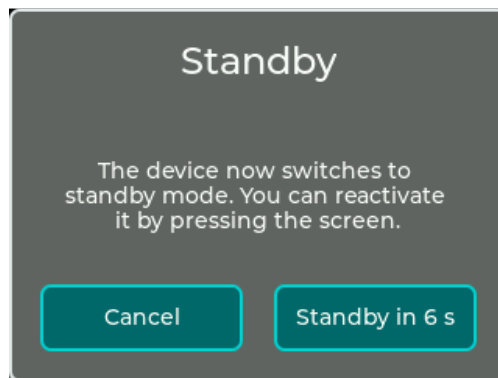 Standby
The device now switches to
standby mode. You can reactivate
it by pressing the screen.
Cancel
Standby in 6 s